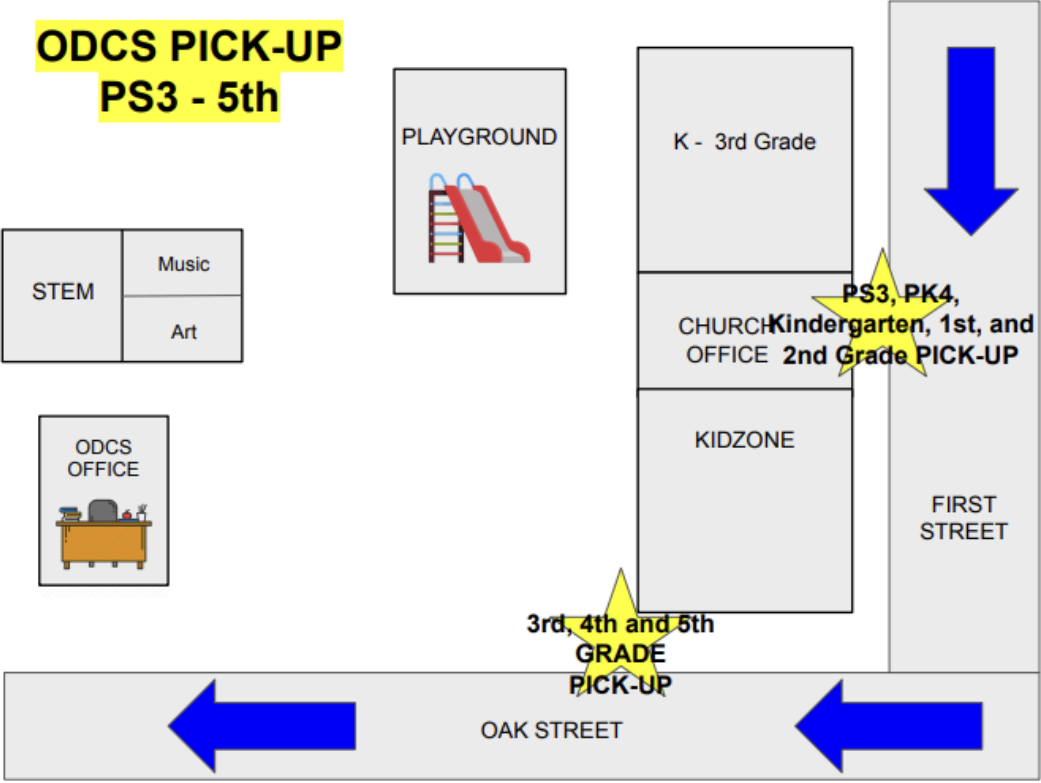 ODCS PICK-UP
PS3 - 5th
PLAYGROUND
K - 3rd Grade
STEM
Music
Art
PS3, PK4,
Kindergarten, 1st, and
2nd Grade PICK-UP
CHURCH
OFFICE
ODCS
OFFICE
KIDZONE
FIRST
STREET
3rd, 4th and 5th
GRADE
PICK-UP
OAK STREET